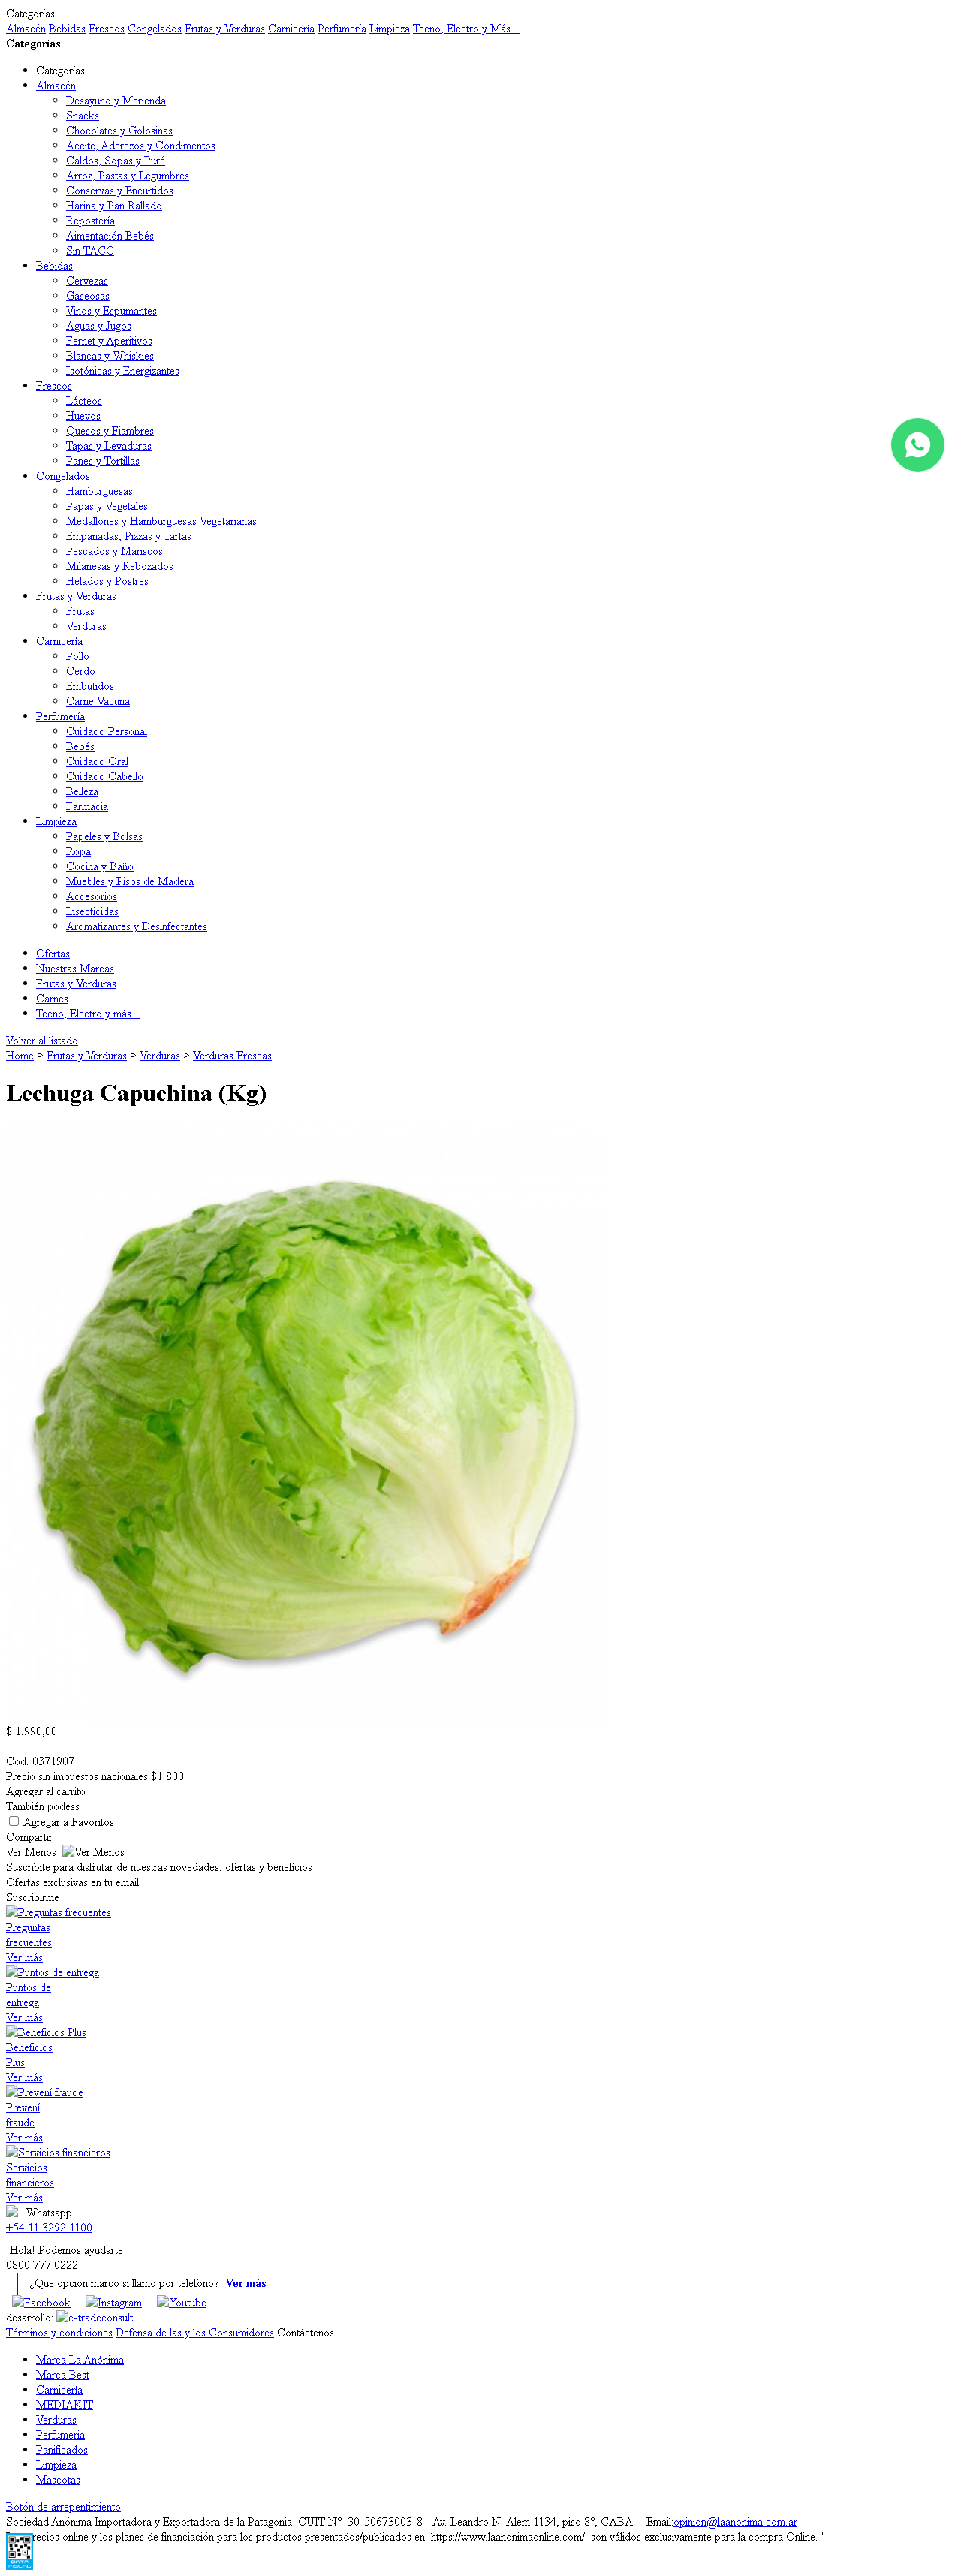 Categorías
Almacén Bebidas Frescos Congelados Frutas y Verduras Carnicería Perfumería Limpieza Tecno, Electro y Más...
Categorías
Categorías
Almacén
Desayuno y Merienda
Snacks
Chocolates y Golosinas
Aceite, Aderezos y Condimentos
Caldos, Sopas y Puré
Arroz, Pastas y Legumbres
Conservas y Encurtidos
Harina y Pan Rallado
Repostería
Aimentación Bebés
Sin TACC
Bebidas
Cervezas
Gaseosas
Vinos y Espumantes
Aguas y Jugos
Fernet y Aperitivos
Blancas y Whiskies
Isotónicas y Energizantes
Frescos
Lácteos
Huevos
Quesos y Fiambres
Tapas y Levaduras
Panes y Tortillas
Congelados
Hamburguesas
Papas y Vegetales
Medallones y Hamburguesas Vegetarianas
Empanadas, Pizzas y Tartas
Pescados y Mariscos
Milanesas y Rebozados
Helados y Postres
Frutas y Verduras
Frutas
Verduras
Carnicería
Pollo
Cerdo
Embutidos
Carne Vacuna
Perfumería
Cuidado Personal
Bebés
Cuidado Oral
Cuidado Cabello
Belleza
Farmacia
Limpieza
Papeles y Bolsas
Ropa
Cocina y Baño
Muebles y Pisos de Madera
Accesorios
Insecticidas
Aromatizantes y Desinfectantes
Ofertas
Nuestras Marcas
Frutas y Verduras
Carnes
Tecno, Electro y más...
Volver al listado
Home > Frutas y Verduras > Verduras > Verduras Frescas
Lechuga Capuchina (Kg)
$ 1.990,00
Cod. 0371907
Precio sin impuestos nacionales $1.800
Agregar al carrito
También podess
Agregar a Favoritos
Compartir
Ver Menos Ver Menos
Suscribite para disfrutar de nuestras novedades, ofertas y beneficios
Ofertas exclusivas en tu email
Suscribirme
Preguntas frecuentes
Preguntas
frecuentes
Ver más
Puntos de entrega
Puntos de
entrega
Ver más
Beneficios Plus
Beneficios
Plus
Ver más
Prevení fraude
Prevení
fraude
Ver más
Servicios financieros
Servicios
financieros
Ver más
Whatsapp
+54 11 3292 1100
¡Hola! Podemos ayudarte
0800 777 0222
¿Que opción marco si llamo por teléfono? Ver más
Facebook Instagram Youtube
desarrollo: e-tradeconsult
Términos y condiciones Defensa de las y los Consumidores Contáctenos
Marca La Anónima
Marca Best
Carnicería
MEDIAKIT
Verduras
Perfumeria
Panificados
Limpieza
Mascotas
Botón de arrepentimiento
Sociedad Anónima Importadora y Exportadora de la Patagonia CUIT Nº 30-50673003-8 - Av. Leandro N. Alem 1134, piso 8º, CABA. - Email:opinion@laanonima.com.ar
recios online y los planes de financiación para los productos presentados/publicados en https://www.laanonimaonline.com/ son válidos exclusivamente para la compra Online. "
DATA
FISCAL